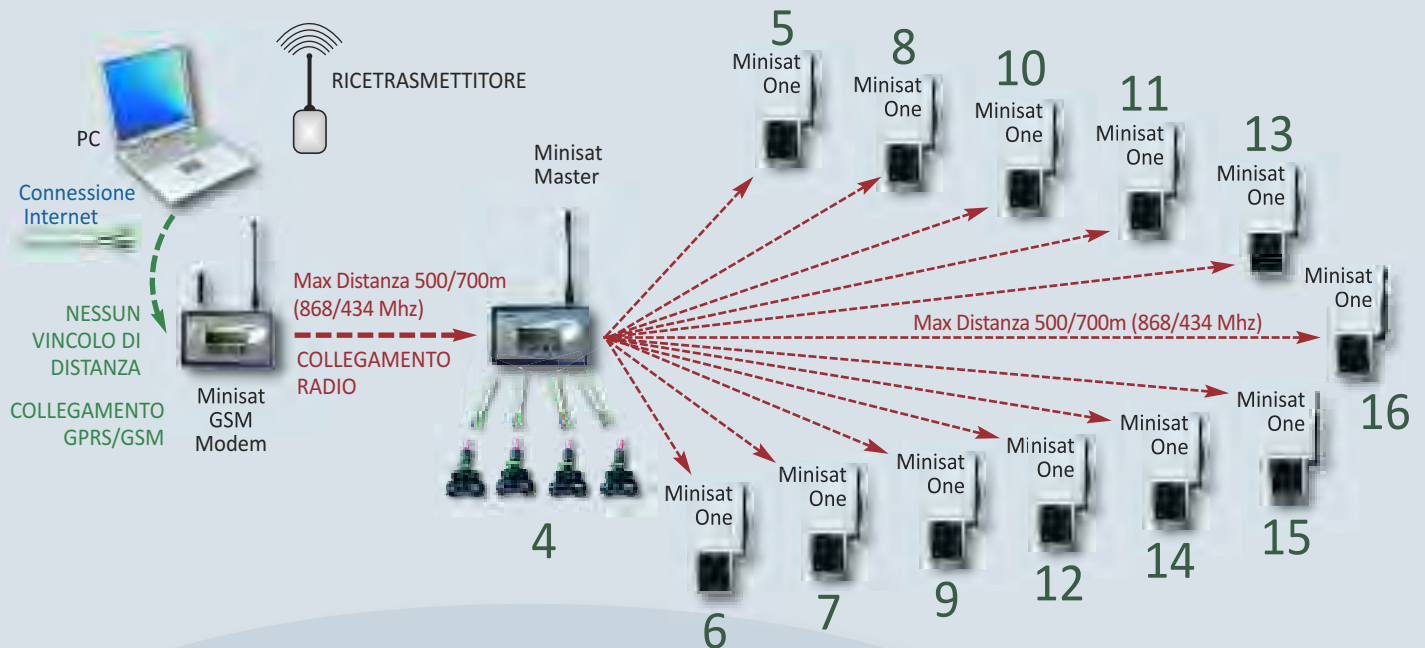 RICETRASMETTITORE
PC
Connessione
Internet
NESSUN
VINCOLO DI
DISTANZA
COLLEGAMENTO
GPRS/GSM
Minisat
GSM
Modem
Max Distanza 500/700m
(868/434 Mhz)
COLLEGAMENTO
RADIO
Minisat
Master
4
5
Minisat
One
8
Minisat
One
10
Minisat
One
11
Minisat
One
13
Minisat
One
Max Distanza 500/700m (868/434 Mhz)
Minisat
One
16
Minisat
One
6
Minisat
One
7
Minisat
One
9
Minisat
One
12
Minisat
One
14
Minisat
One
15